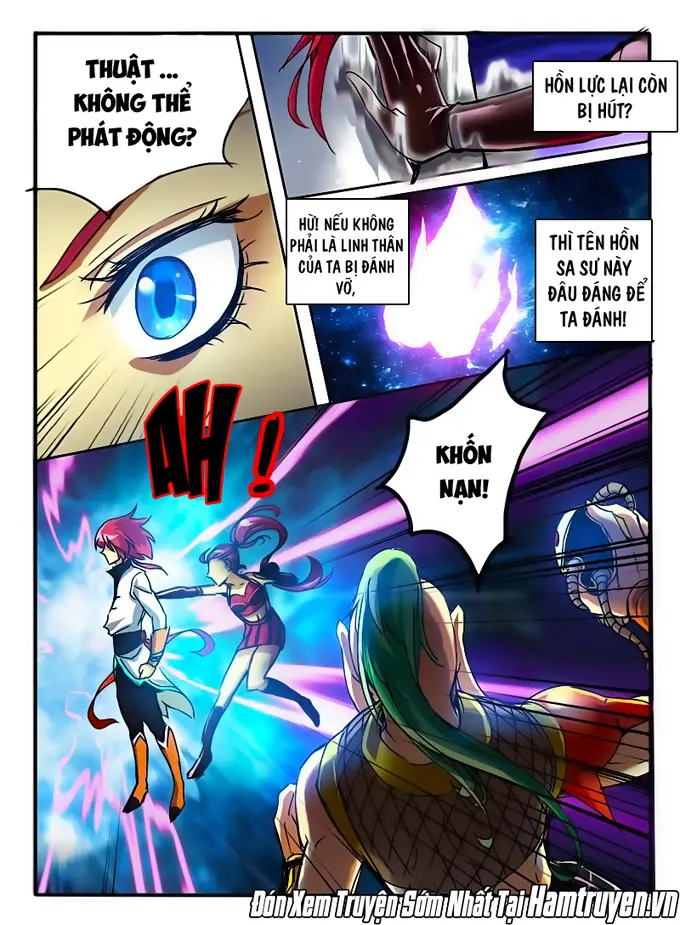 THUẬT ...
KHÔNG THỂ
PHÁT ĐỘNG?
HỒN LỰC LẠI CÒN
BỊ HÚT?
HỪ! NẾU KHÔNG
PHẢI LÀ LINH THÂN
CỦA TA BỊ ĐÁNH
VỠ,
THÌ TÊN HỒN
SA SƯ NÀY
ĐÂU ĐÁNG ĐỂ
TA ĐÁNH!
AH!
KHỐN
NẠN!
Đón Xem Truyện Sớm Nhất Tại Hamtruyen.vn